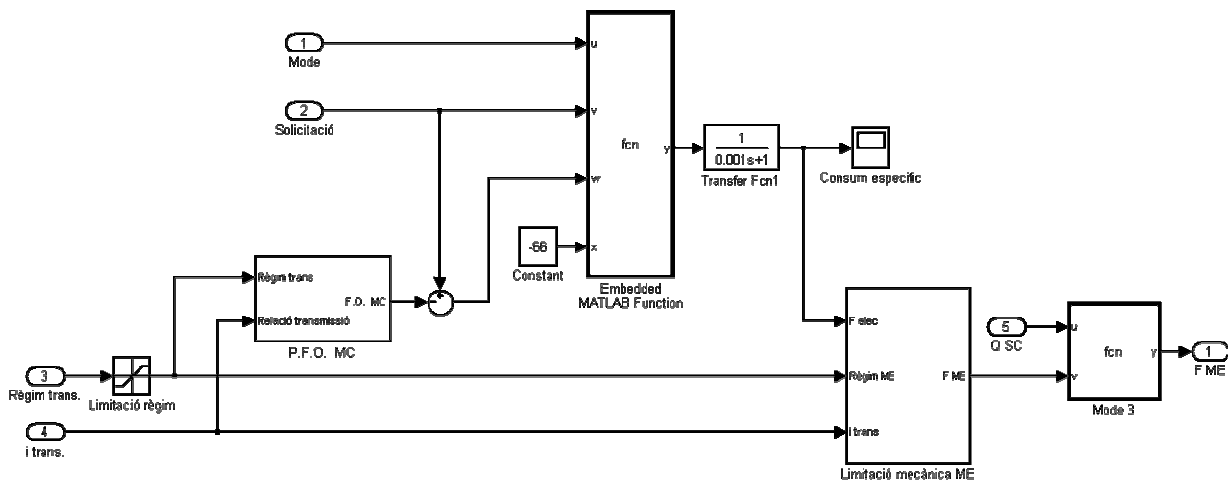 1
Mode
2
Solicitació
u
v
vr
x
fcn
y
Embedded
MATLAB Function
-66
Constant
1
0.001s+1
Transfer Fcn1
Consum específic
Règim trans
Relació transmissió
F.O. MC
P.F.O. MC
3
Règim trans.
Limitació règim
4
i trans.
F elec
Règim ME
i trans
F ME
Limitació mecànica ME
5
Q SC
u
v
fcn
y
Mode 3
1
F ME